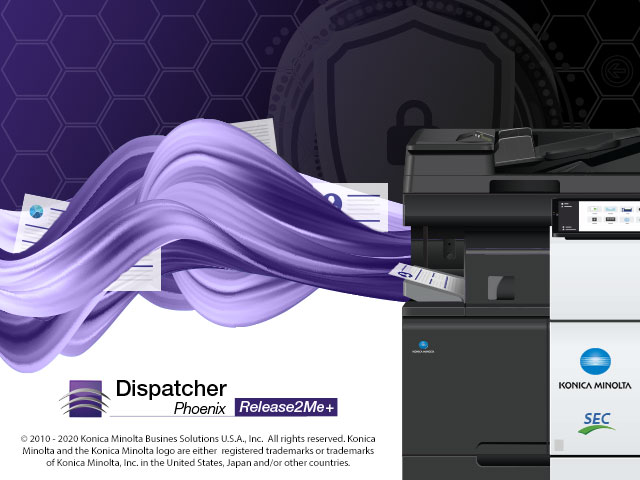 KONICA MINOLTA
KONICA MINOLTA
SEC
Dispatcher
Phoenix Release2Me+
© 2010 - 2020 Konica Minolta Busines Solutions U.S.A., Inc. All rights reserved. Konica
Minolta and the Konica Minolta logo are either registered trademarks or trademarks
of Konica Minolta, Inc. in the United States, Japan and/or other countries.